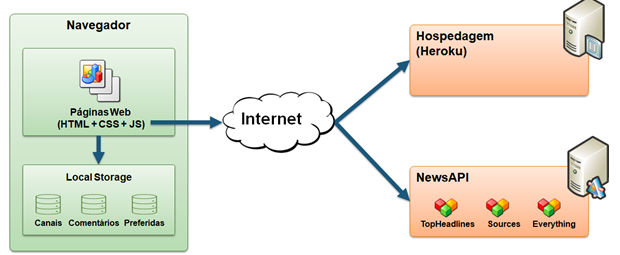 Navegador
Páginas Web
(HTML + CSS + JS)
Local Storage
Canais
Comentários
Preferidas
Internet
Hospedagem
(Heroku)
NewsAPI
TopHeadlines
Sources
Everything